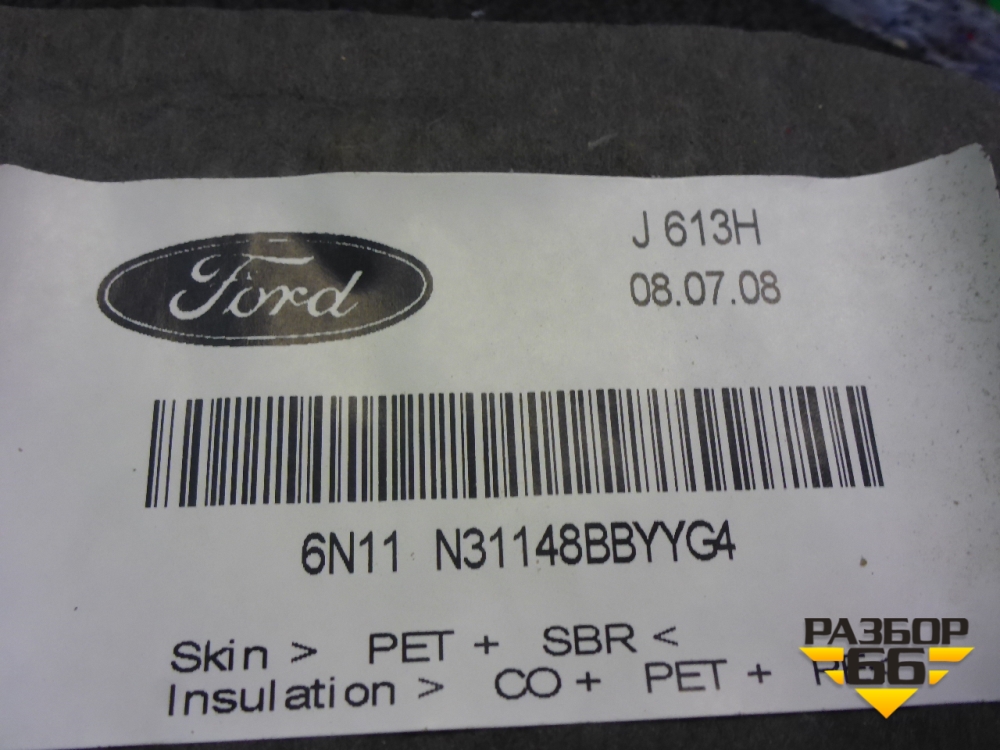 Ford
J 613H
08.07.08
6N11 N31148BBYYG4
Skin > PET + SBR <
Insulation > CO + PET +
РАЗБОР
66